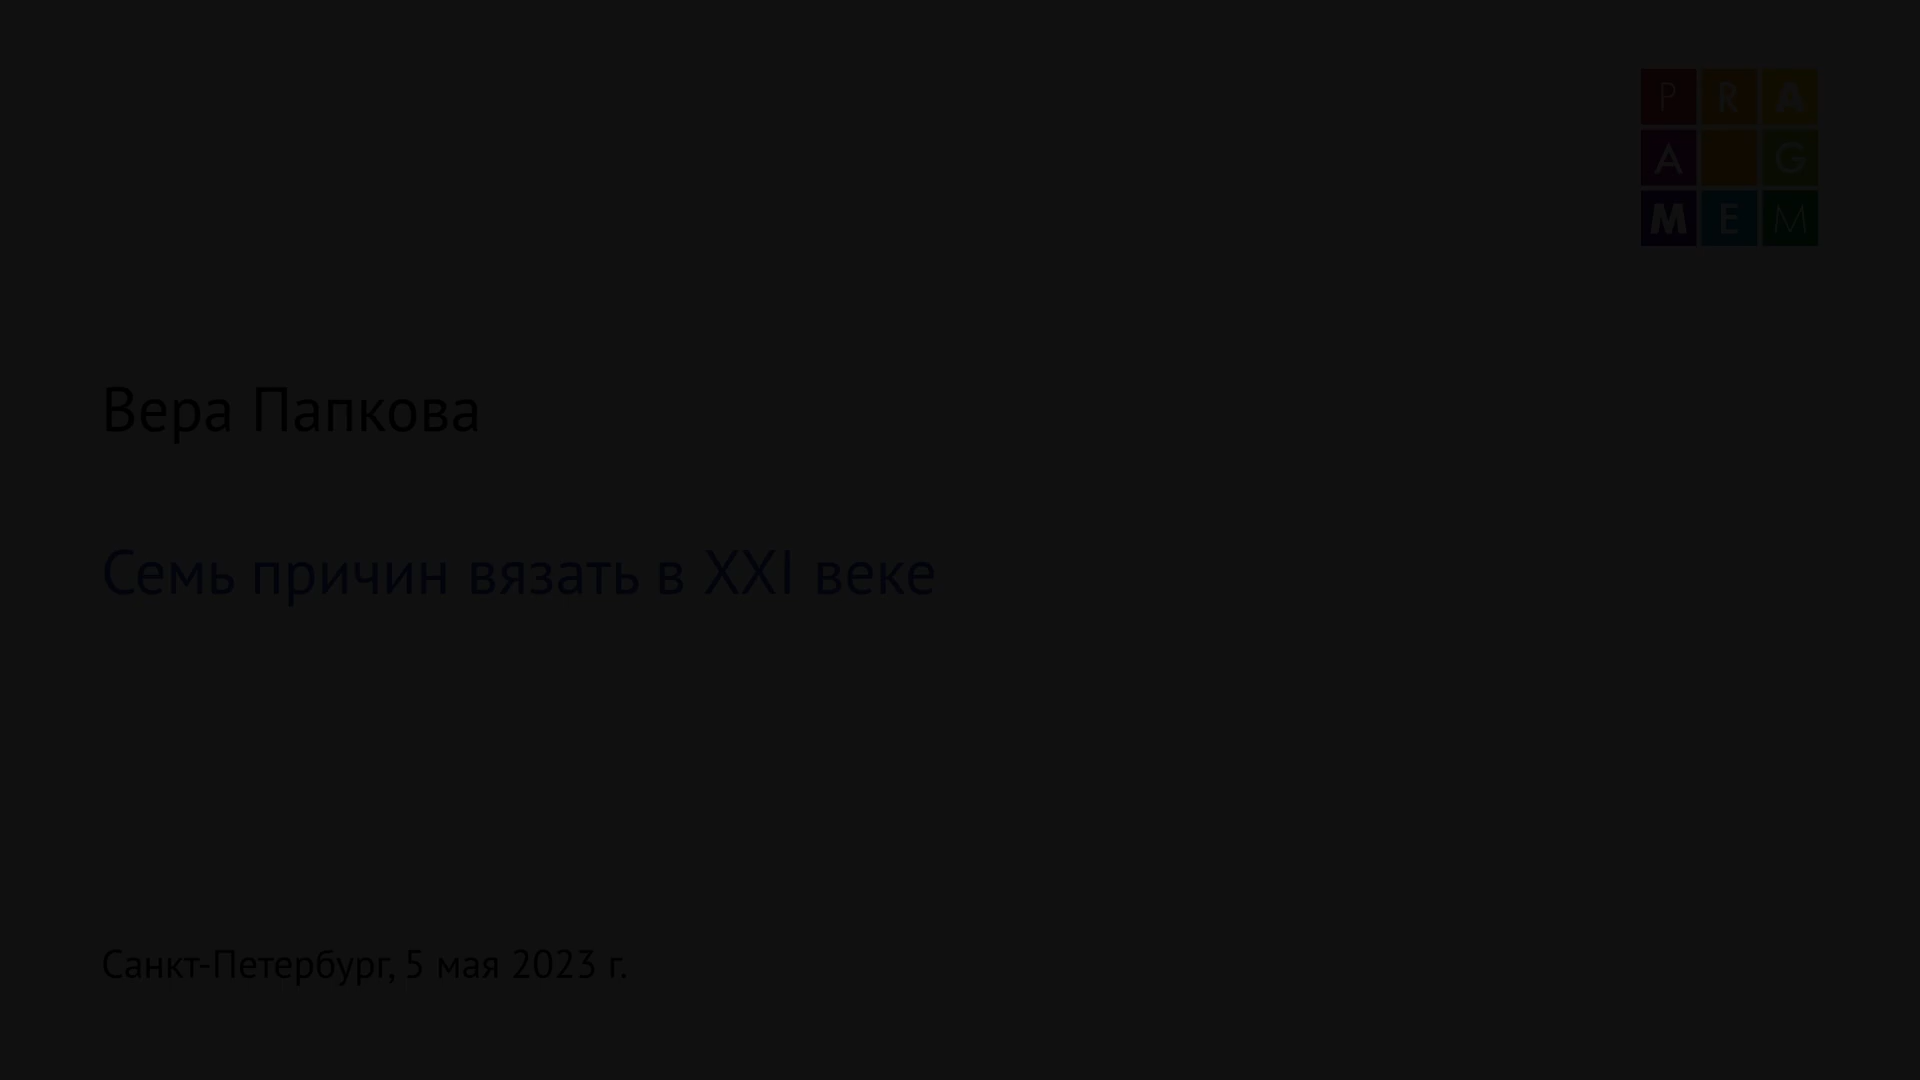 P R A
A G
M E M
Вера Папкова
Семь причин вязать в XXI веке
Санкт-Петербург, 5 мая 2023 г.